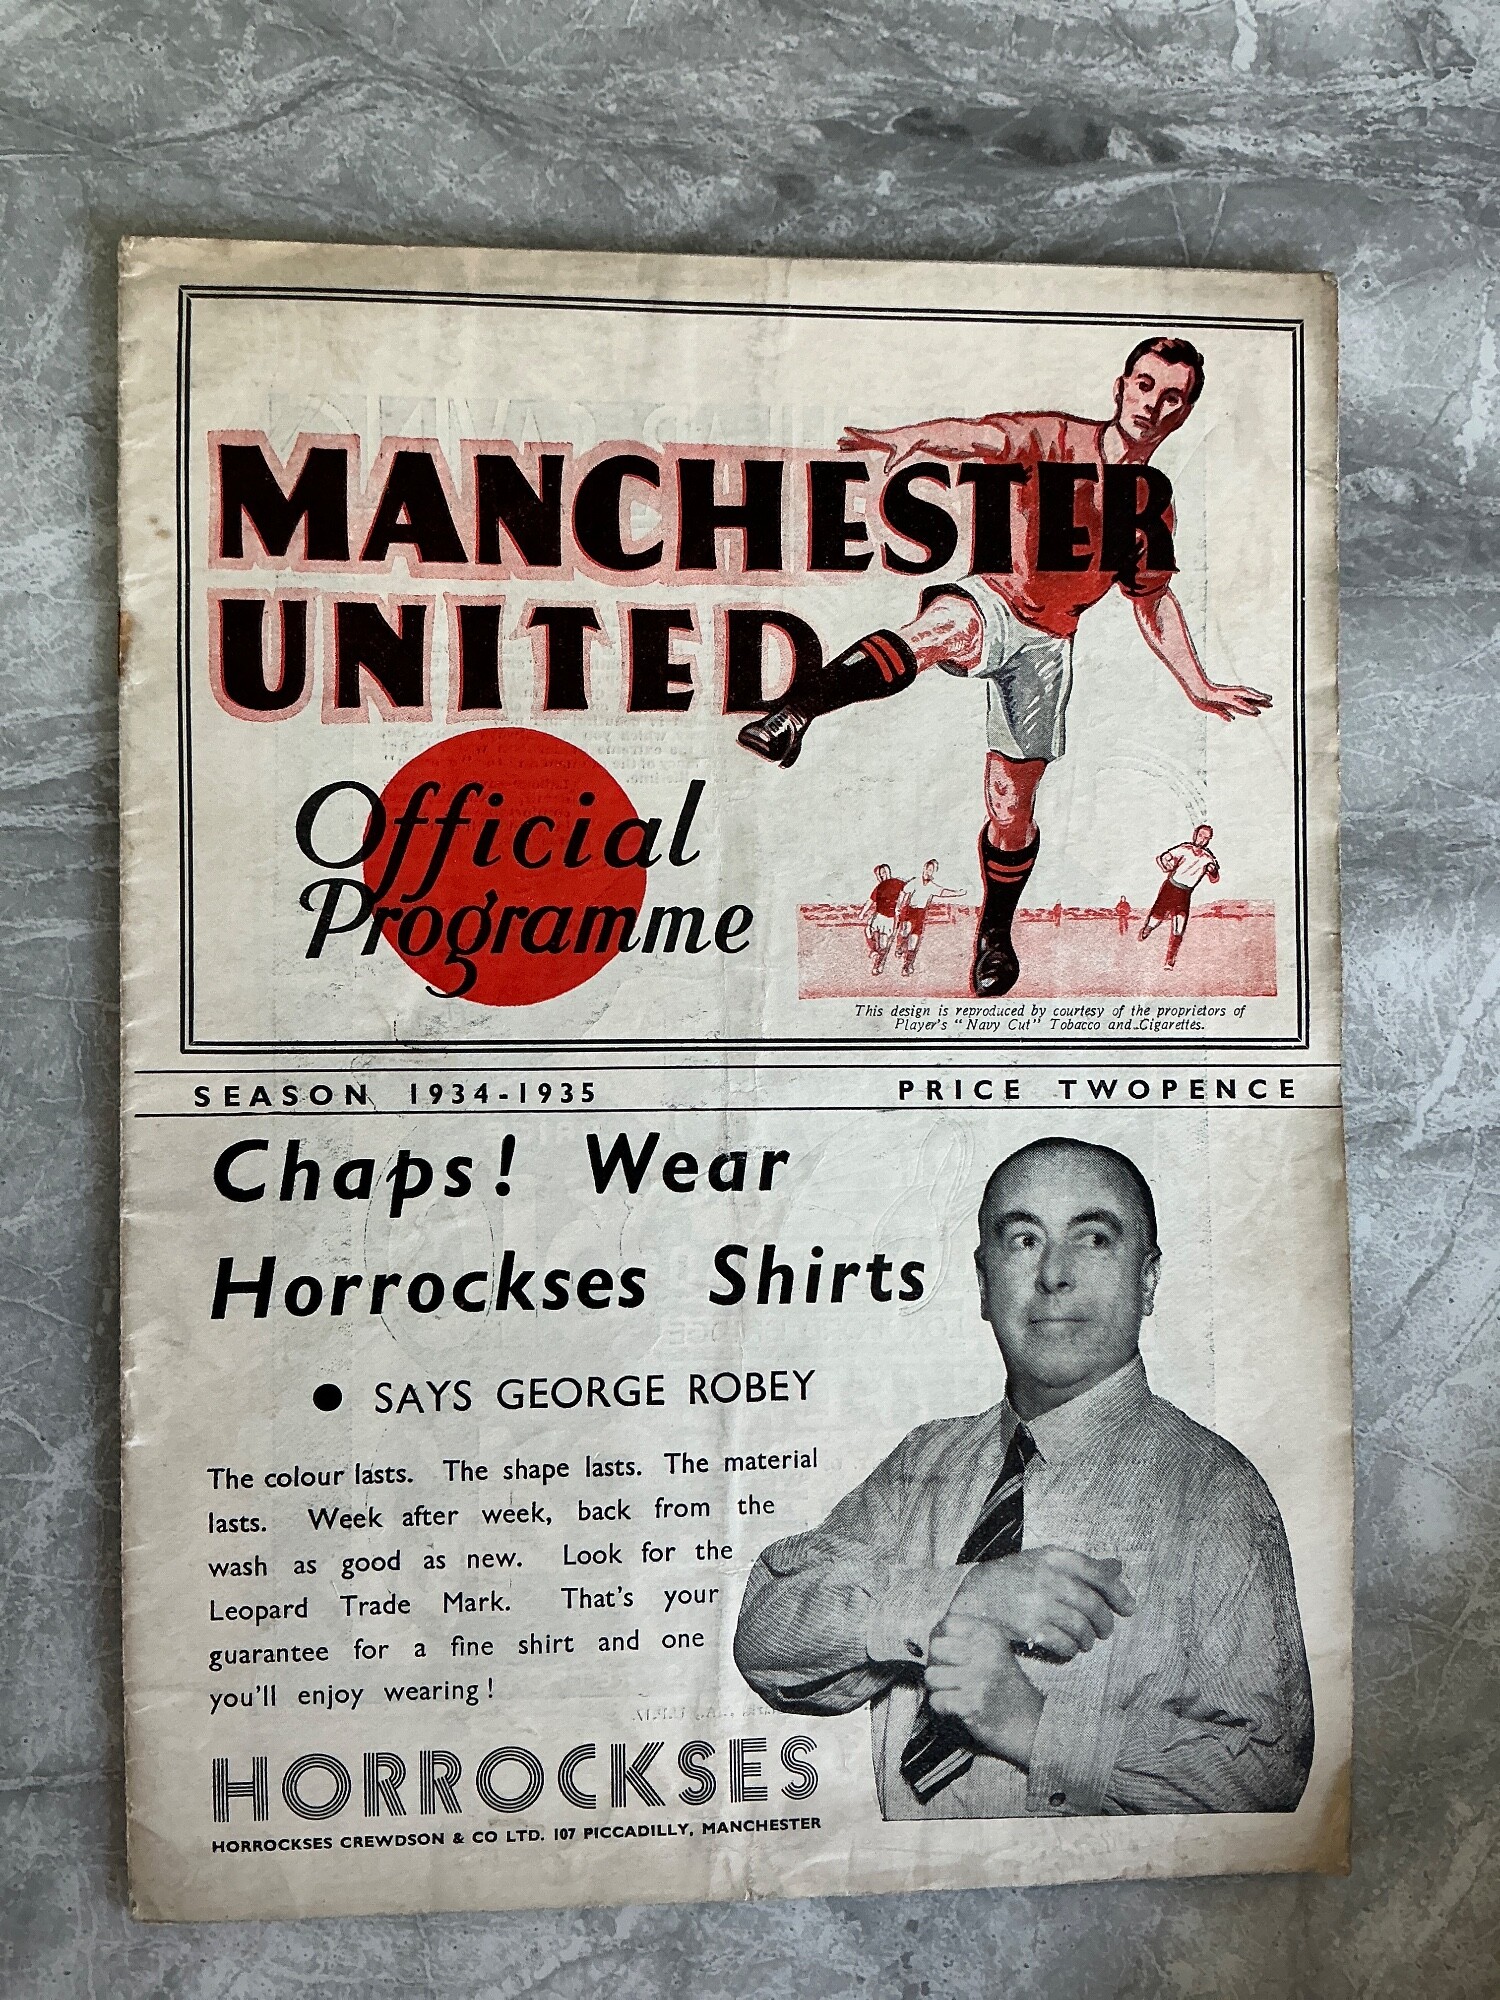 MANCHESTER
UNITED
Official
Programme
This design is reproduced by courtesy of the proprietors of
Player's "Navy Cut" Tobacco and Cigarettes.
SEASON 1934-1935 PRICE TWOPENCE
Chaps! Wear
Horrockses Shirts
● SAYS GEORGE ROBEY
The colour lasts. The shape lasts. The material
lasts. Week after week, back from the
wash as good as new. Look for the
Leopard Trade Mark. That's your
guarantee for a fine shirt and one
you'll enjoy wearing!
HORROCKSES
HORROCKSES CREWDSON & CO LTD. 107 PICCADILLY, MANCHESTER